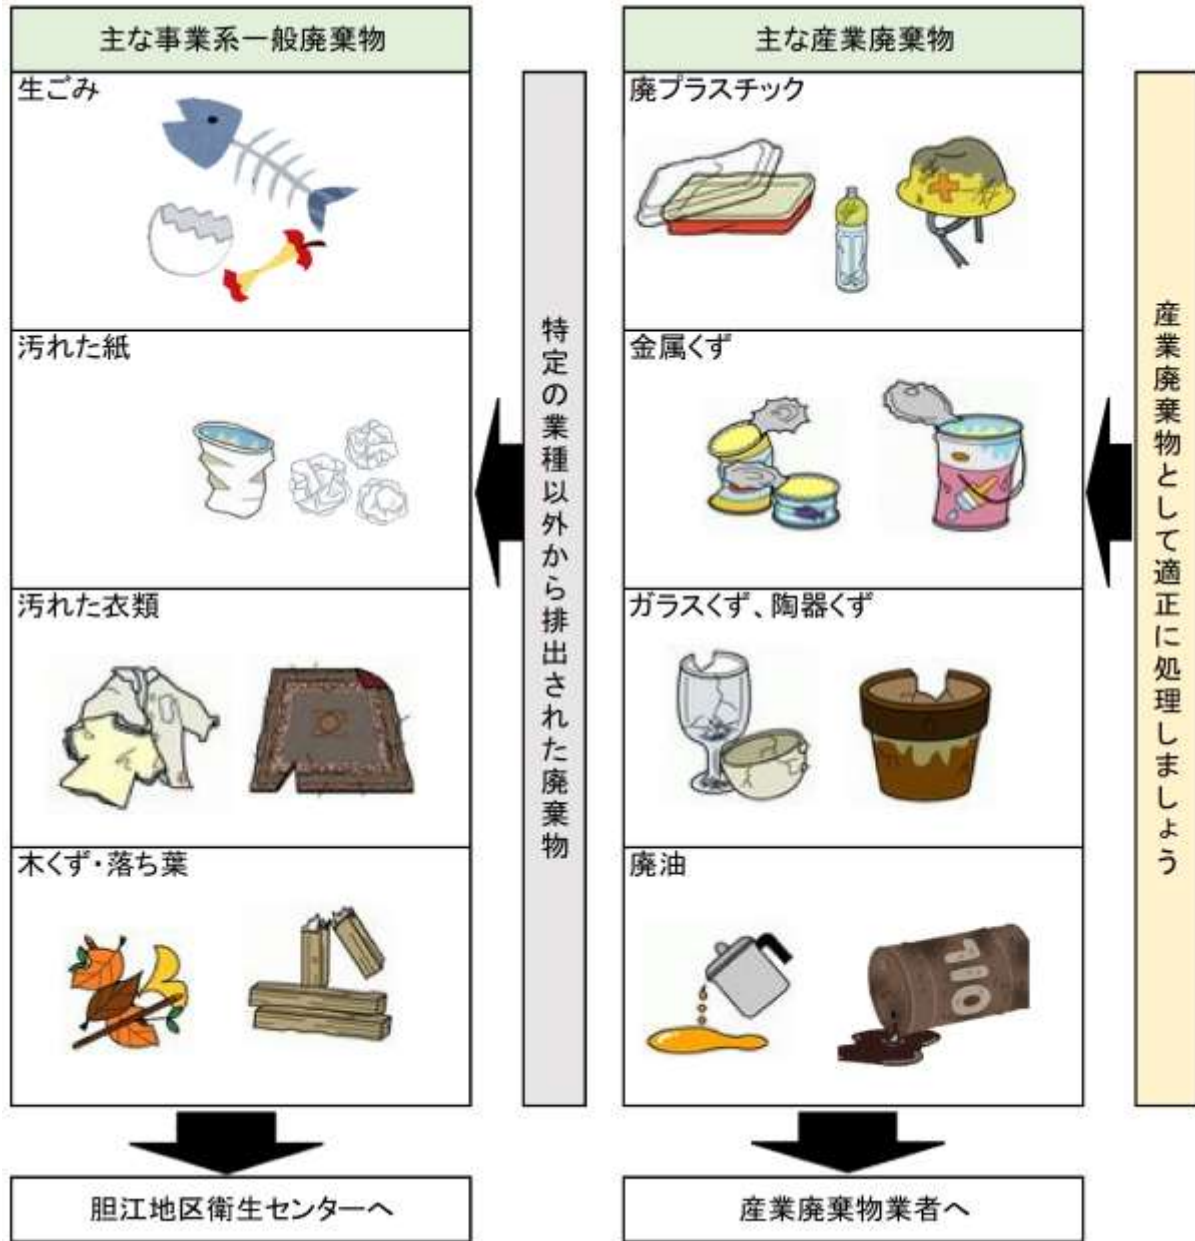 主な事業系一般廃棄物
生ごみ
汚れた紙
汚れた衣類
木くず・落ち葉
胆江地区衛生センターへ
特定の業種以外から排出された廃棄物
主な産業廃棄物
廃プラスチック
金属くず
ガラスくず、陶器くず
廃油
OIL
産業廃棄物業者へ
産業廃棄物として適正に処理しましょう